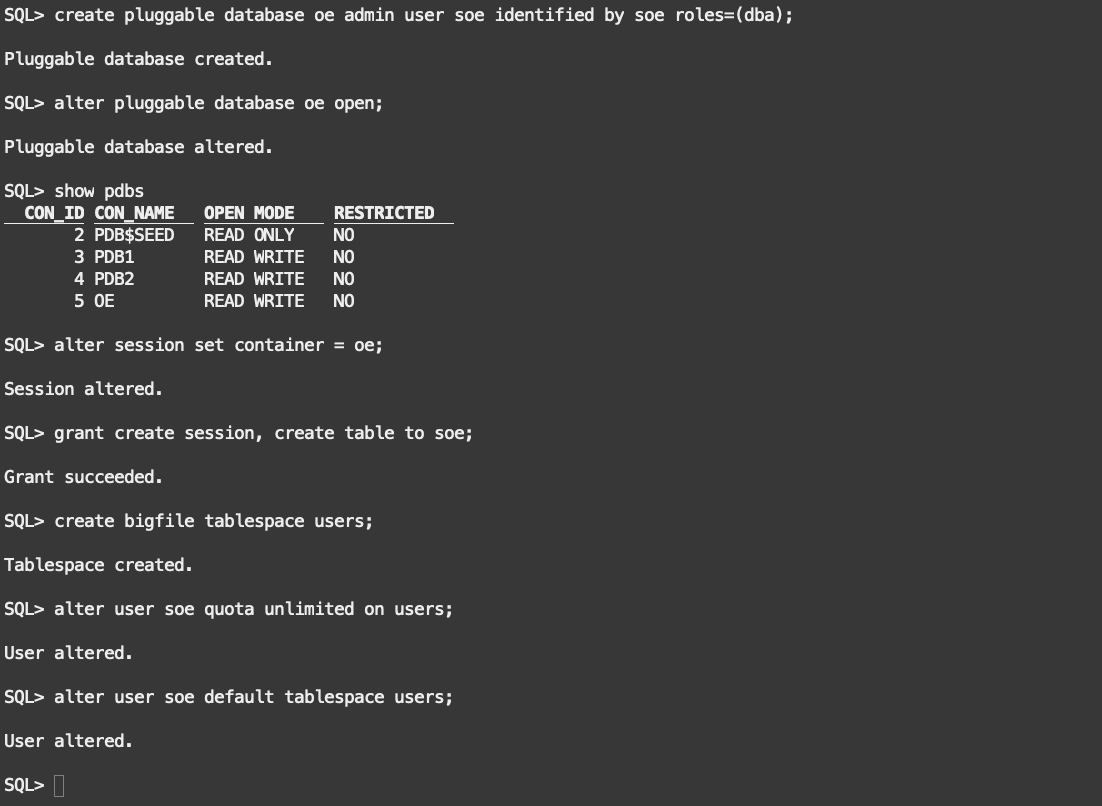 SQL> create pluggable database oe admin user soe identified by soe roles=(dba);
Pluggable database created.
SQL> alter pluggable database oe open;
Pluggable database altered.
SQL> show pdbs
CON_ID CON_NAME OPEN MODE RESTRICTED
2 PDB$SEED READ ONLY NO
3 PDB1 READ WRITE NO
4 PDB2 READ WRITE NO
5 OE READ WRITE NO
SQL> alter session set container = oe;
Session altered.
SQL> grant create session, create table to soe;
Grant succeeded.
SQL> create bigfile tablespace users;
Tablespace created.
SQL> alter user soe quota unlimited on users;
User altered.
SQL> alter user soe default tablespace users;
User altered.
SQL>